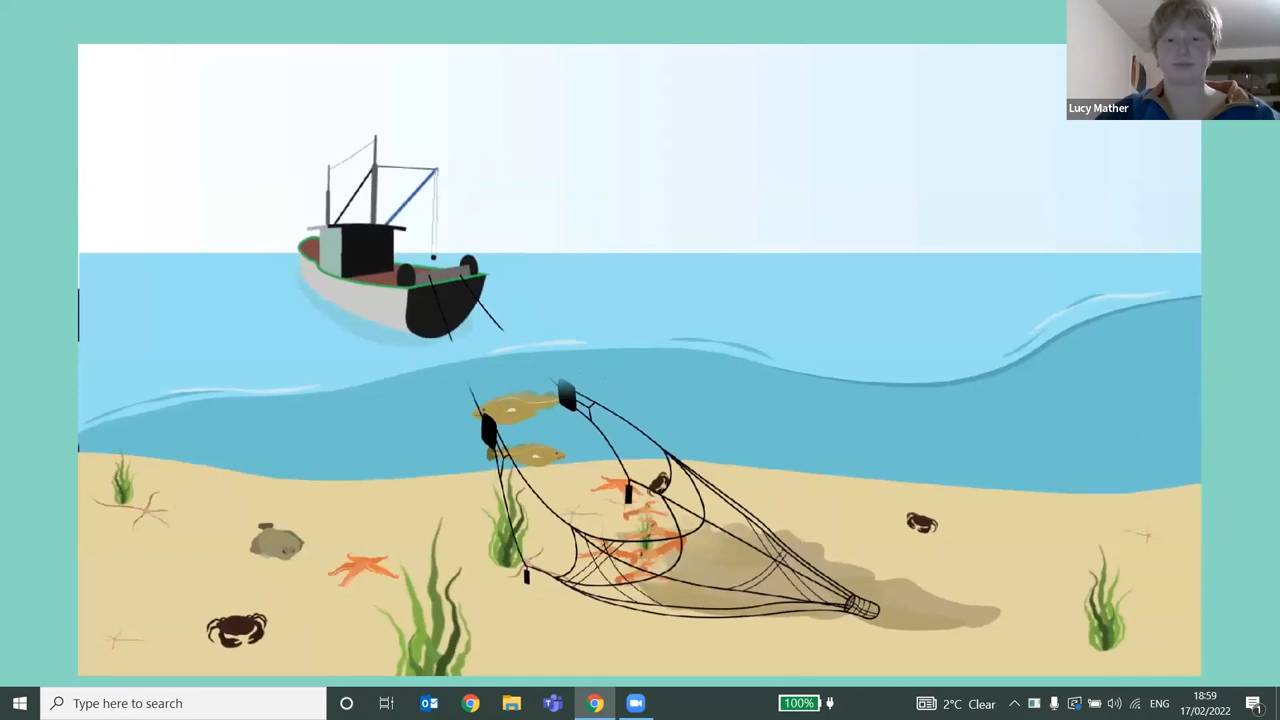 Lucy Mather
Type here to search
100%
2°C Clear
ENG
18:59
17/02/2022